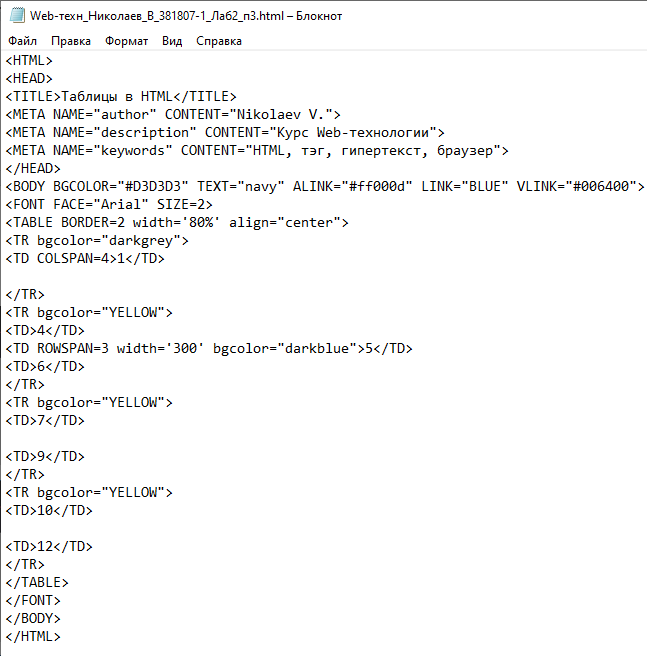 Web-техн_Николаев_В_381807-1_Лаб2_п3.html – Блокнот
Файл Правка Формат Вид Справка
<HTML>
<HEAD>
<TITLE>Таблицы в HTML</TITLE>
<META NAME="author" CONTENT="Nikolaev V.">
<META NAME="description" CONTENT="Курс Web-технологии">
<META NAME="keywords" CONTENT="HTML, тэг, гипертекст, браузер">
</HEAD>
<BODY BGCOLOR="#D3D3D3" TEXT="navy" ALINK="#ff000d" LINK="BLUE" VLINK="#006400">
<FONT FACE="Arial" SIZE=2>
<TABLE BORDER=2 width='80%' align="center">
<TR bgcolor="darkgrey">
<TD COLSPAN=4>1</TD>
</TR>
<TR bgcolor="YELLOW">
<TD>4</TD>
<TD ROWSPAN=3 width='300' bgcolor="darkblue">5</TD>
<TD>6</TD>
</TR>
<TR bgcolor="YELLOW">
<TD>7</TD>
<TD>9</TD>
</TR>
<TR bgcolor="YELLOW">
<TD>10</TD>
<TD>12</TD>
</TR>
</TABLE>
</FONT>
</BODY>
</HTML>